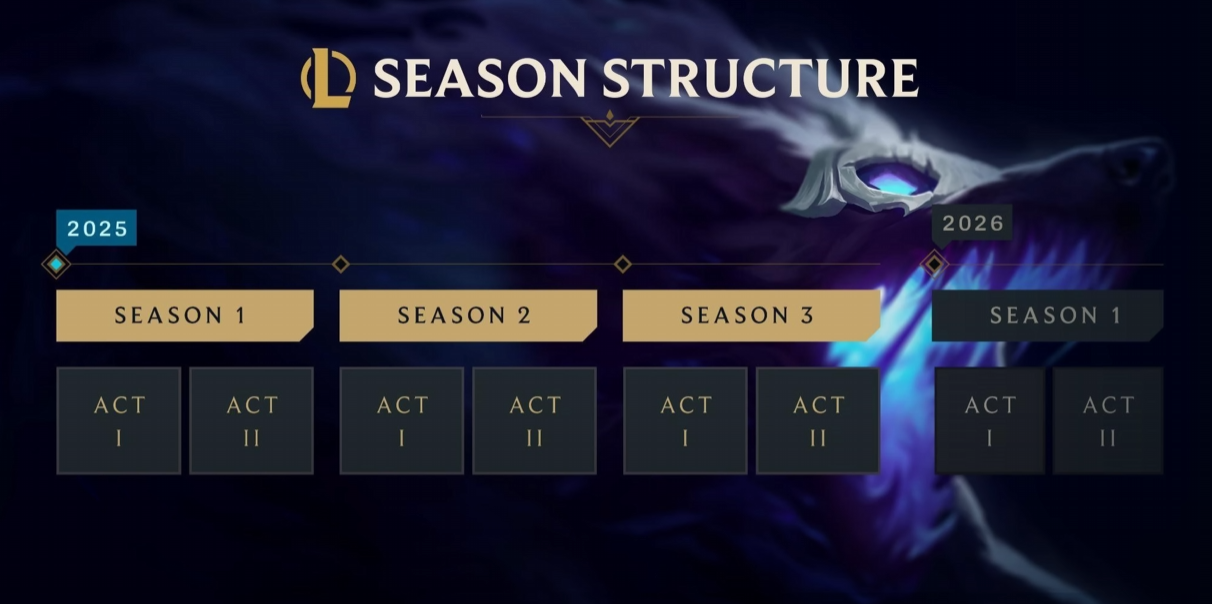 SEASON STRUCTURE
2025
2026
SEASON 1
SEASON 2
SEASON 3
SEASON 1
ACT
I
ACT
II
ACT
I
ACT
II
ACT
I
ACT
II
ACT
I
ACT
II